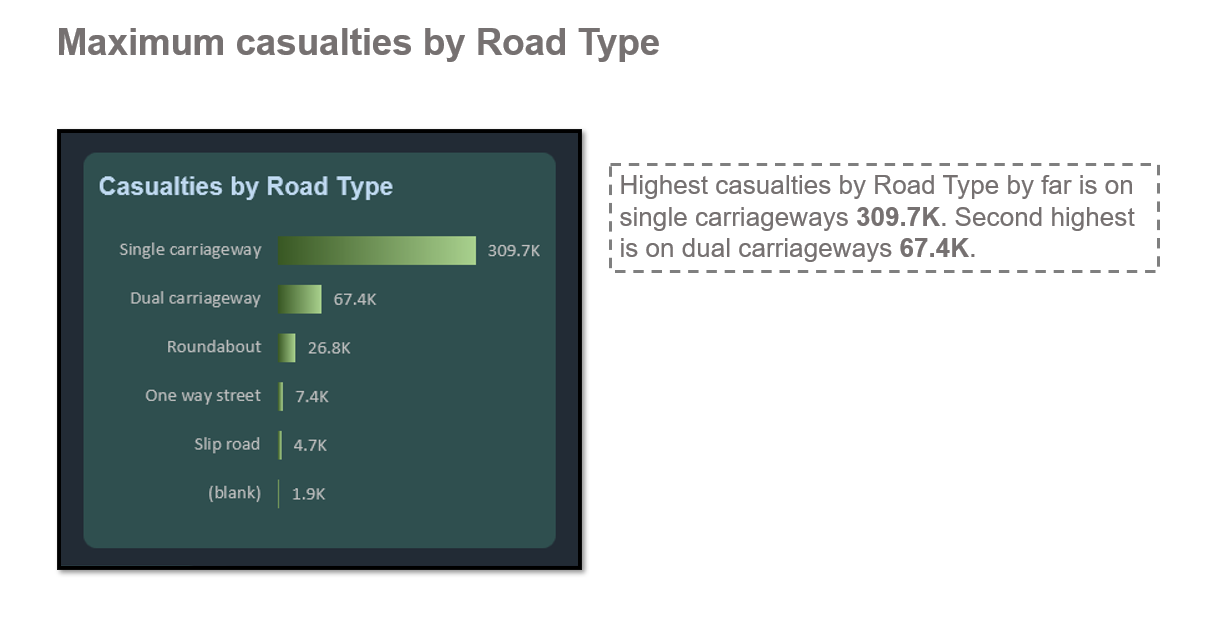 Maximum casualties by Road Type
Casualties by Road Type
Single carriageway 309.7K
Dual carriageway 67.4K
Roundabout 26.8K
One way street 7.4K
Slip road 4.7K
(blank) 1.9K
Highest casualties by Road Type by far is on
single carriageways 309.7K. Second highest
is on dual carriageways 67.4K.